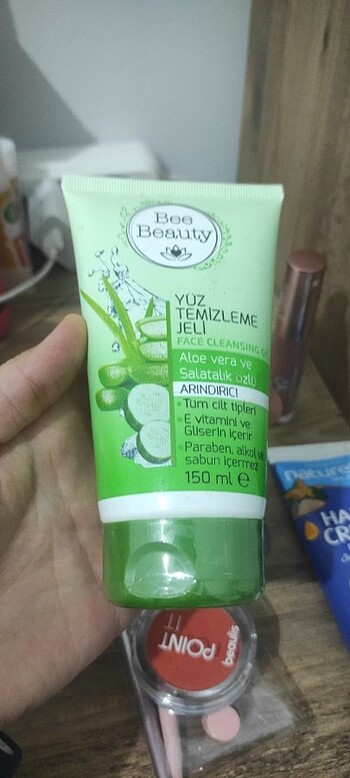 Bee
Beauty
YÜZ
TEMİZLEME
JELİ
FACE CLEANSING
Aloe vera ve
Salatalık özlü
ARINDIRICI
Tüm cilt tipleri
E vitamini ve
Gliserin içerir
Paraben, alkol ve
sabun içermez
150 ml e
nature
HA
CR
POINT
IT
beaulis